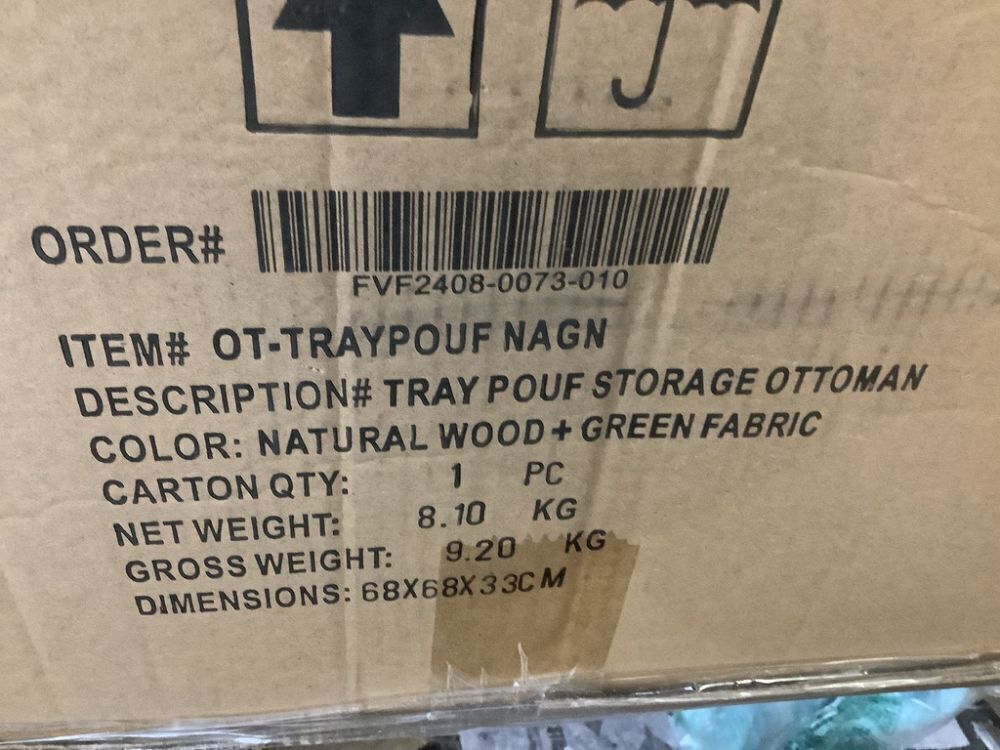 ORDER#
FVF2408-0073-010
ITEM# OT-TRAYPOUF NAGN
DESCRIPTION# TRAY POUF STORAGE OTTOMAN
COLOR: NATURAL WOOD + GREEN FABRIC
CARTON QTY: 1 PC
NET WEIGHT: 8.10 KG
GROSS WEIGHT: 9.20 KG
DIMENSIONS: 68X68X33CM